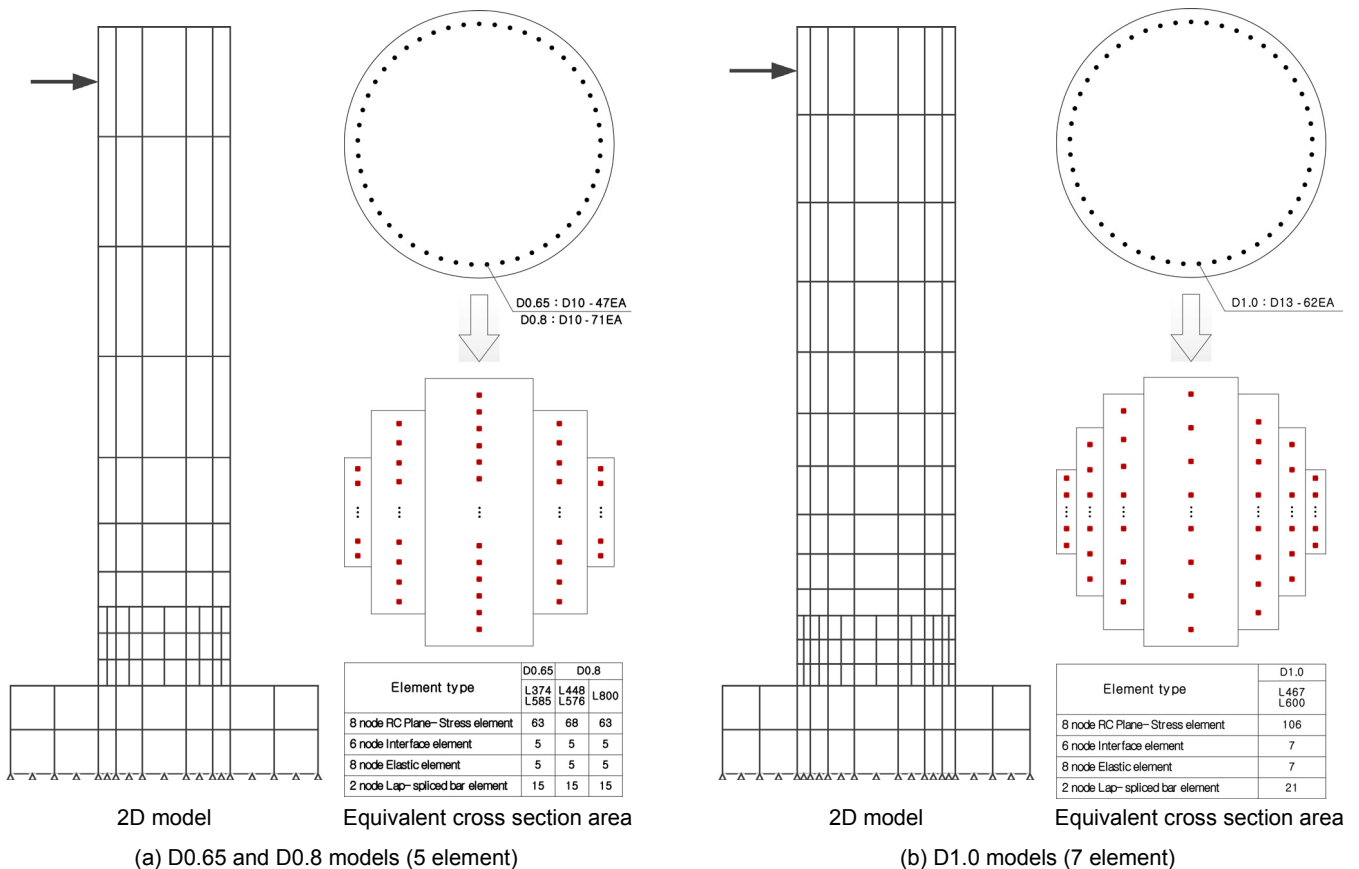 D0.65 : D10 - 47EA
D0.8 : D10 - 71EA
D1.0 : D13 - 62EA
Element type D0.65 D0.8
L374 L585 L448 L576 L800
8 node RC Plane-Stress element 63 68 63
6 node Interface element 5 5 5
8 node Elastic element 5 5 5
2 node Lap-spliced bar element 15 15 15
Element type D1.0
L467 L600
8 node RC Plane-Stress element 106
6 node Interface element 7
8 node Elastic element 7
2 node Lap-spliced bar element 21
2D model Equivalent cross section area
2D model Equivalent cross section area
(a) D0.65 and D0.8 models (5 element)
(b) D1.0 models (7 element)